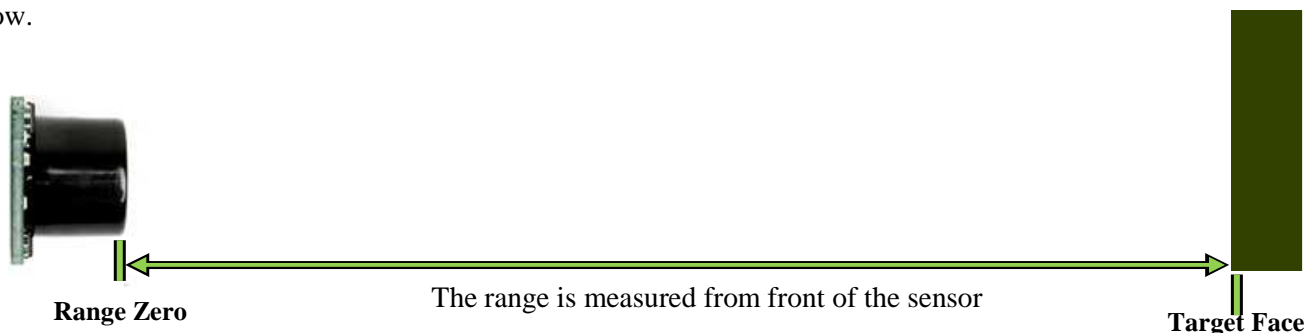 ow.
The range is measured from front of the sensor
Range Zero
Target Face